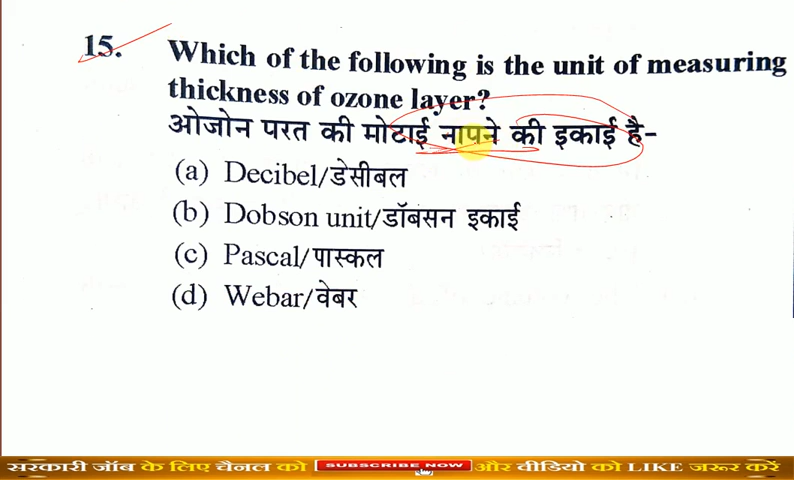 15. Which of the following is the unit of measuring
thickness of ozone layer?
ओजोन परत की मोटाई नापने की इकाई है-
(a) Decibel/डेसीबल
(b) Dobson unit/डॉबसन इकाई
(c) Pascal/पास्कल
(d) Webar/वेबर
सरकारी जॉब के लिए चैनल को SUBSCRIBE NOW और वीडियो को LIKE जरूर करें